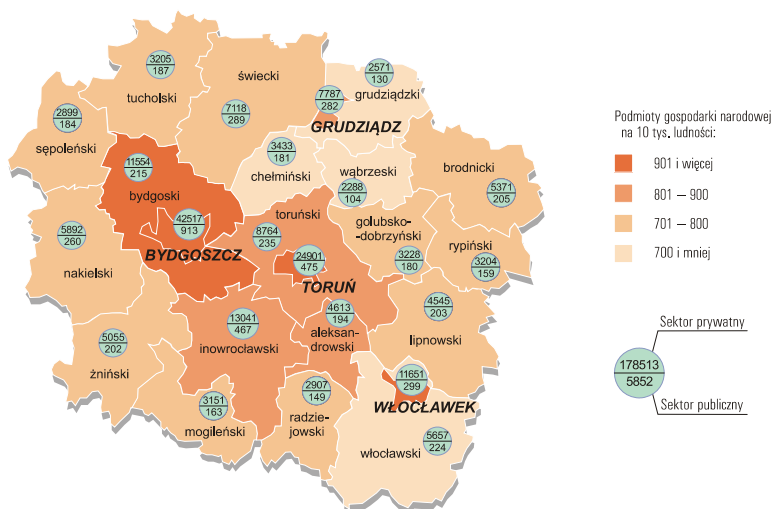 3205
187
tucholski
świecki
7118
289
2571
130
grudziądzki
7787
282
GRUDZIĄDZ
2899
184
sępoleński
3433
181
chełmiński
wąbrzeski
2288
104
brodnicki
5371
205
11554
215
bydgoski
42517
913
BYDGOSZCZ
toruński
8764
235
24901
475
TORUŃ
golubsko-
-dobrzyński
3228
180
rypiński
3204
159
5892
260
nakielski
13041
467
inowrocławski
4613
194
aleksan-
drowski
4545
203
lipnowski
5055
202
żniński
3151
163
mogileński
2907
149
radzie-
jowski
11651
299
WŁOCŁAWEK
5657
224
włocławski
Podmioty gospodarki narodowej
na 10 tys. ludności:
901 i więcej
801 — 900
701 — 800
700 i mniej
Sektor prywatny
178513
5852
Sektor publiczny